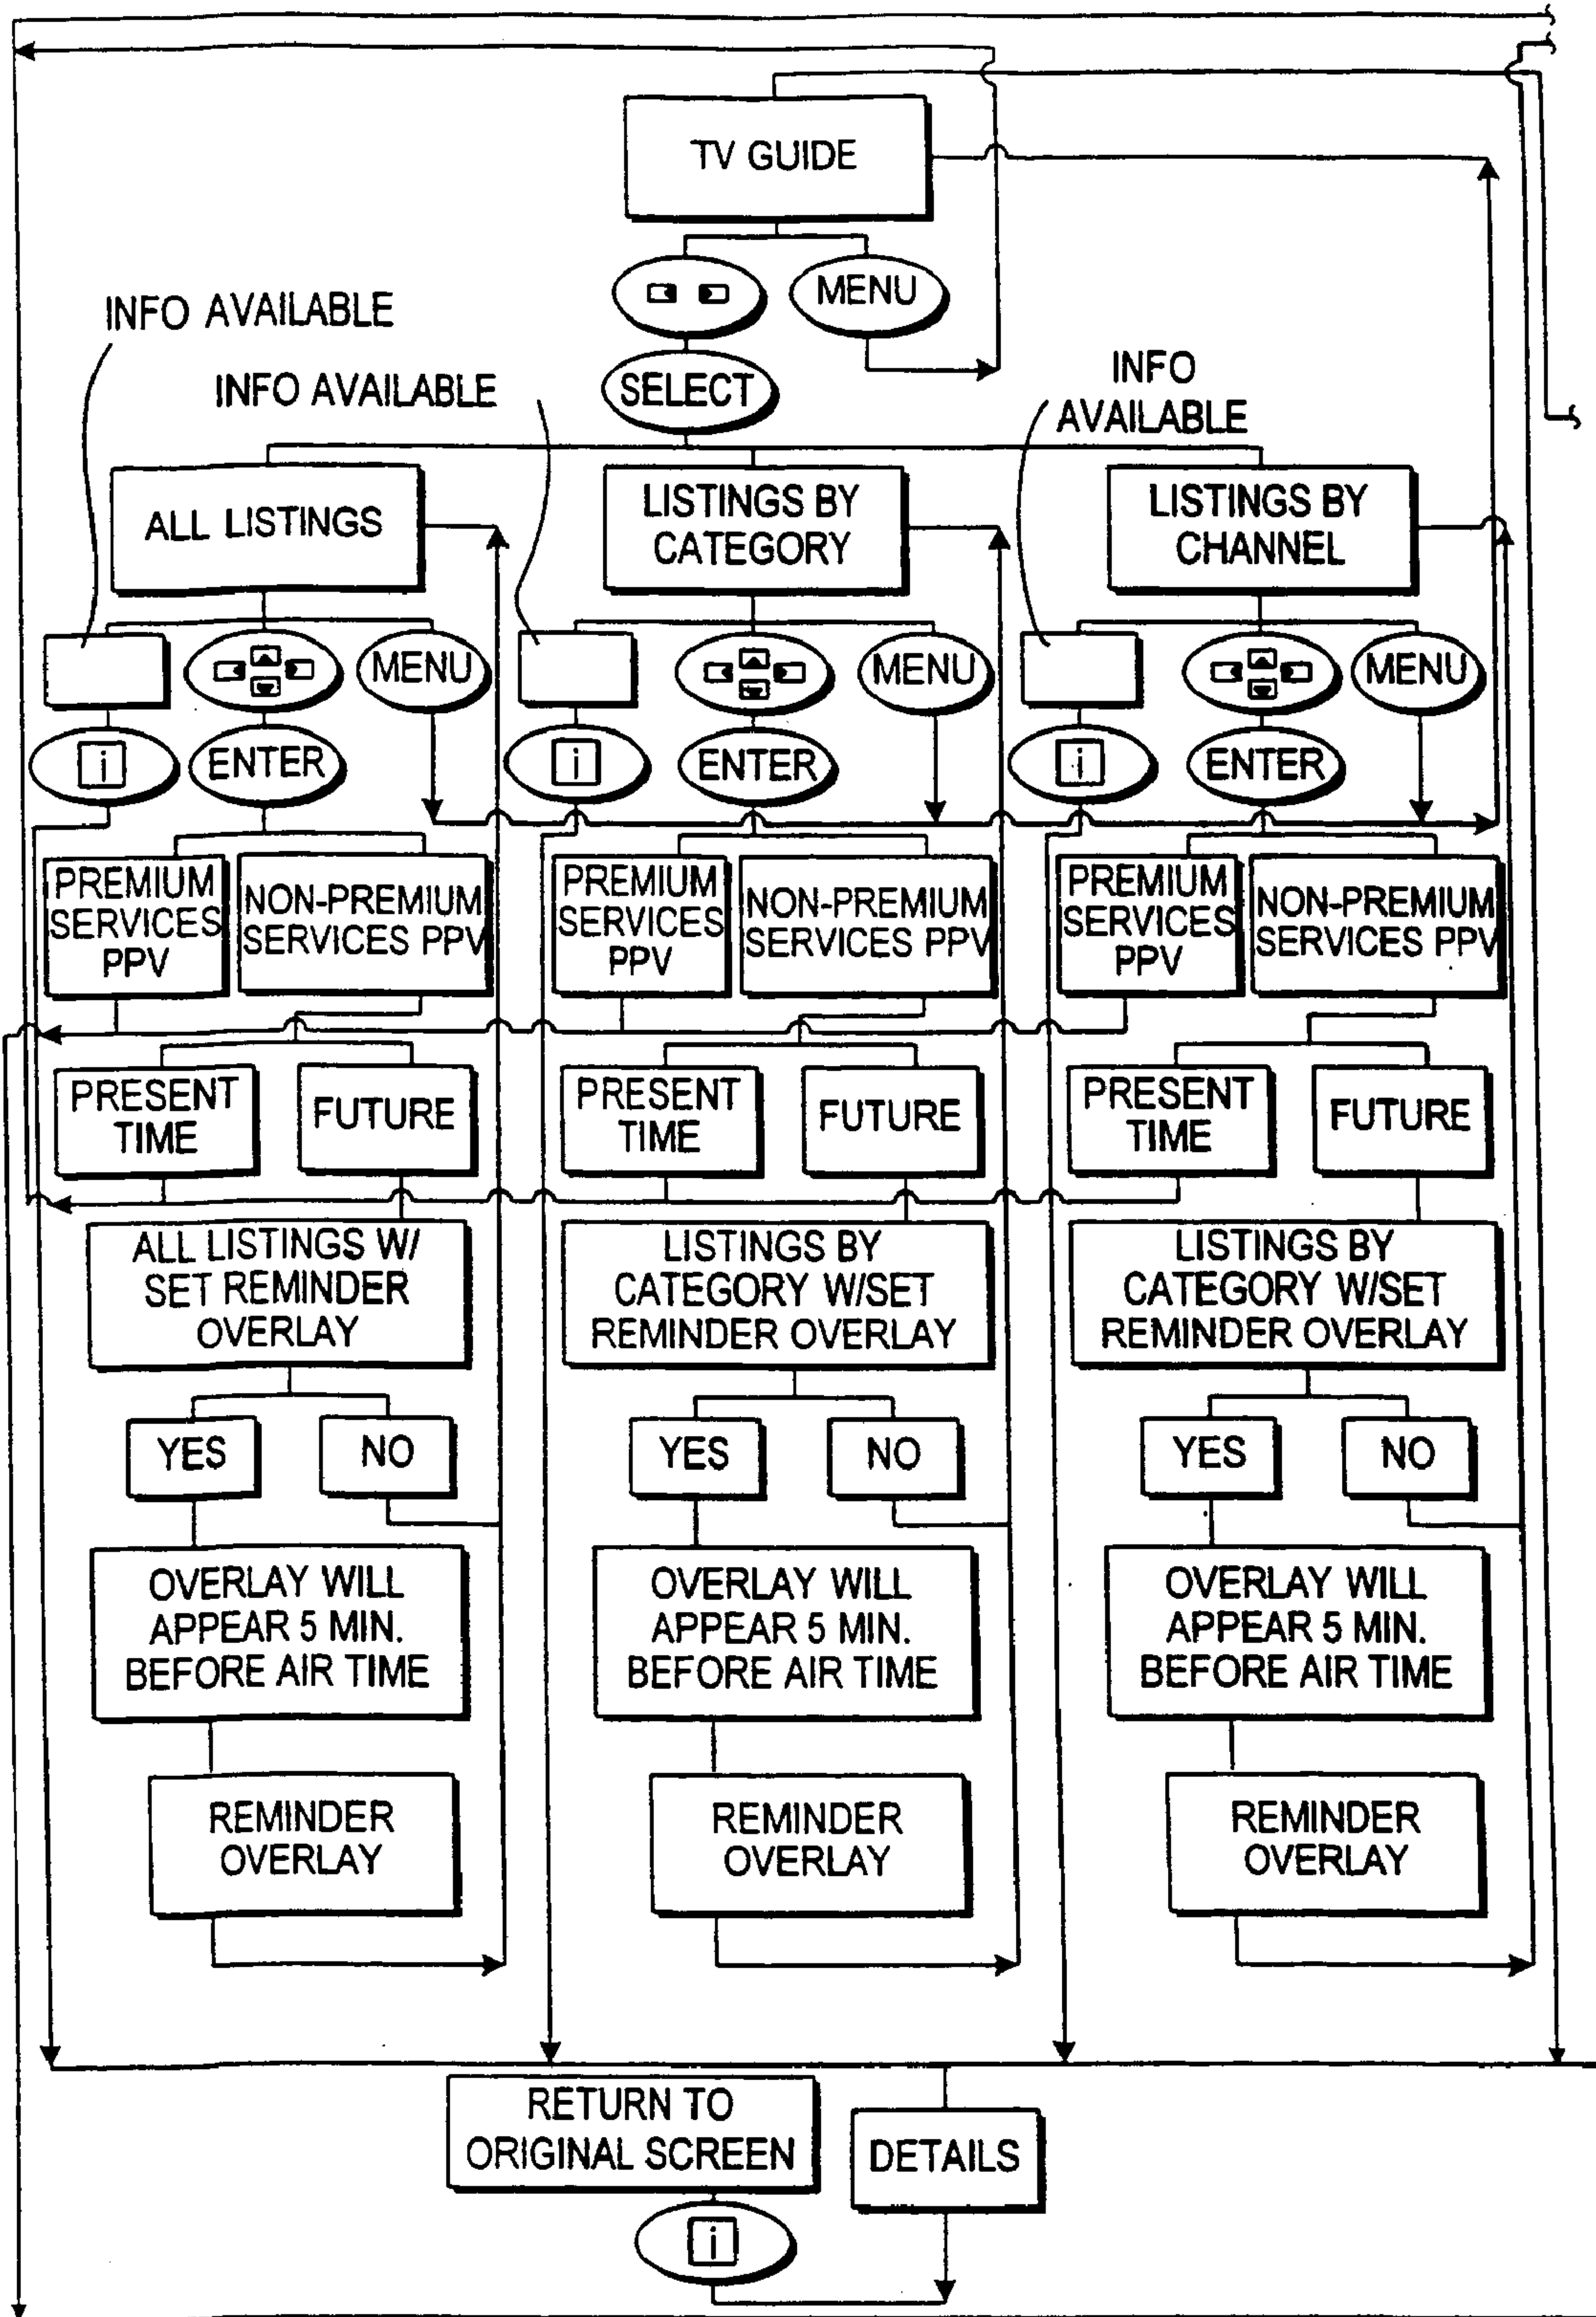 TV GUIDE
MENU
SELECT
INFO AVAILABLE
INFO AVAILABLE
INFO
AVAILABLE
ALL LISTINGS
LISTINGS BY
CATEGORY
LISTINGS BY
CHANNEL
MENU
MENU
MENU
i
ENTER
i
ENTER
i
ENTER
PREMIUM
SERVICES
PPV
NON-PREMIUM
SERVICES PPV
PREMIUM
SERVICES
PPV
NON-PREMIUM
SERVICES PPV
PREMIUM
SERVICES
PPV
NON-PREMIUM
SERVICES PPV
PRESENT
TIME
FUTURE
PRESENT
TIME
FUTURE
PRESENT
TIME
FUTURE
ALL LISTINGS W/
SET REMINDER
OVERLAY
LISTINGS BY
CATEGORY W/SET
REMINDER OVERLAY
LISTINGS BY
CATEGORY W/SET
REMINDER OVERLAY
YES
NO
YES
NO
YES
NO
OVERLAY WILL
APPEAR 5 MIN.
BEFORE AIR TIME
OVERLAY WILL
APPEAR 5 MIN.
BEFORE AIR TIME
OVERLAY WILL
APPEAR 5 MIN.
BEFORE AIR TIME
REMINDER
OVERLAY
REMINDER
OVERLAY
REMINDER
OVERLAY
RETURN TO
ORIGINAL SCREEN
DETAILS
i